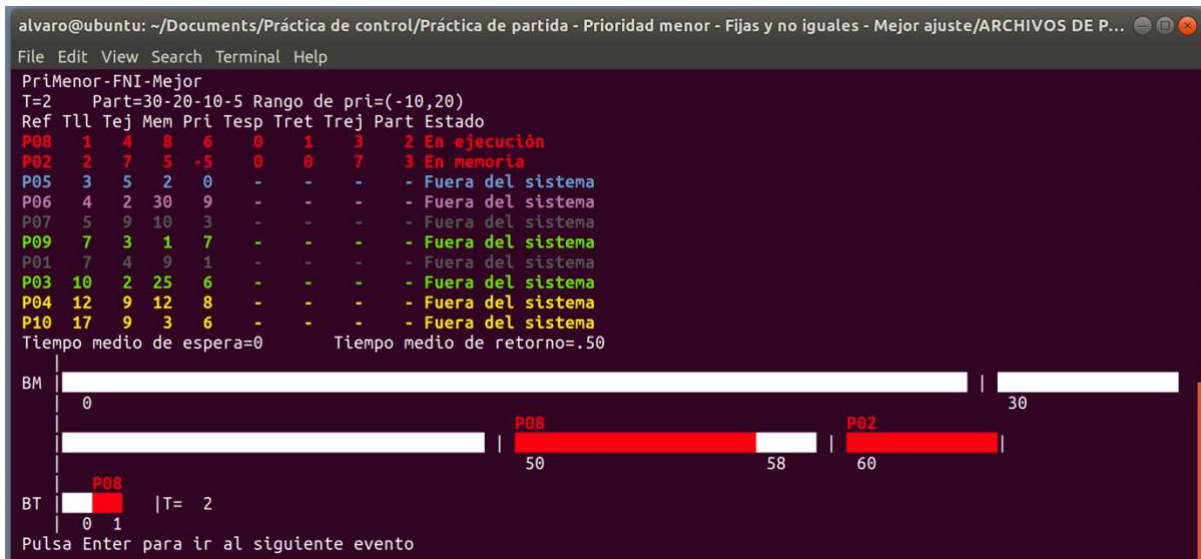 alvaro@ubuntu: ~/Documents/Práctica de control/Práctica de partida - Prioridad menor - Fijas y no iguales - Mejor ajuste/ARCHIVOS DE P...
File Edit View Search Terminal Help
PriMenor-FNI-Mejor
T=2 Part=30-20-10-5 Rango de pri=(-10,20)
Ref Tll Tej Mem Pri Tesp Tret Trej Part Estado
P08 1 4 8 6 0 1 3 2 En ejecución
P02 2 7 5 -5 0 0 7 3 En memoria
P05 3 5 2 0 - - - - Fuera del sistema
P06 4 2 30 9 - - - - Fuera del sistema
P07 5 9 10 3 - - - - Fuera del sistema
P09 7 3 1 7 - - - - Fuera del sistema
P01 7 4 9 1 - - - - Fuera del sistema
P03 10 2 25 6 - - - - Fuera del sistema
P04 12 9 12 8 - - - - Fuera del sistema
P10 17 9 3 6 - - - - Fuera del sistema
Tiempo medio de espera=0 Tiempo medio de retorno=.50
|
BM | |
| 0 30
| P08 P02
| | | |
| 50 58 60
| P08
BT | |T= 2
| 0 1
Pulsa Enter para ir al siguiente evento